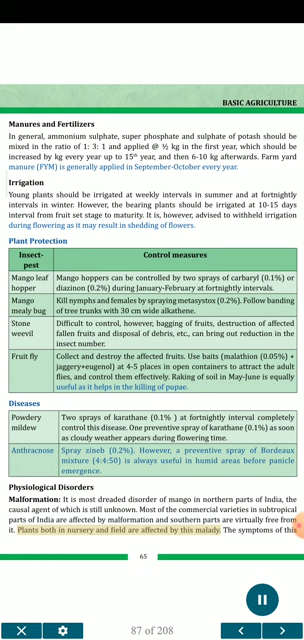 BASIC AGRICULTURE
Manures and Fertilizers
In general, ammonium sulphate, super phosphate and sulphate of potash should be
mixed in the ratio of 1: 3: 1 and applied @ ½ kg in the first year, which should be
increased by kg every year up to 15th year, and then 6-10 kg afterwards. Farm yard
manure (FYM) is generally applied in September-October every year.
Irrigation
Young plants should be irrigated at weekly intervals in summer and at fortnightly
intervals in winter. However, the bearing plants should be irrigated at 10-15 days
interval from fruit set stage to maturity. It is, however, advised to withheld irrigation
during flowering as it may result in shedding of flowers.
Plant Protection
Insect-pest
Control measures
Mango leaf hopper
Mango hoppers can be controlled by two sprays of carbaryl (0.1%) or
diazinon (0.2%) during January-February at fortnightly intervals.
Mango mealy bug
Kill nymphs and females by spraying metasystox (0.2%). Follow banding
of tree trunks with 30 cm wide alkathene.
Stone weevil
Difficult to control, however, bagging of fruits, destruction of affected
fallen fruits and disposal of debris, etc., can bring out reduction in the
insect number.
Fruit fly
Collect and destroy the affected fruits. Use baits (malathion (0.05%) +
jaggery+eugenol) at 4-5 places in open containers to attract the adult
flies, and control them effectively. Raking of soil in May-June is equally
useful as it helps in the killing of pupae.
Diseases
Powdery mildew
Two sprays of karathane (0.1% ) at fortnightly interval completely
control this disease. One preventive spray of karathane (0.1%) as soon
as cloudy weather appears during flowering time.
Anthracnose
Spray zineb (0.2%). However, a preventive spray of Bordeaux
mixture (4:4:50) is always useful in humid areas before panicle
emergence.
Physiological Disorders
Malformation: It is most dreaded disorder of mango in northern parts of India,
the causal agent of which is still unknown. Most of the commercial varieties in subtropical
parts of India are affected by malformation and southern parts are virtually free from
it. Plants both in nursery and field are affected by this malady. The symptoms of this
65
87 of 208